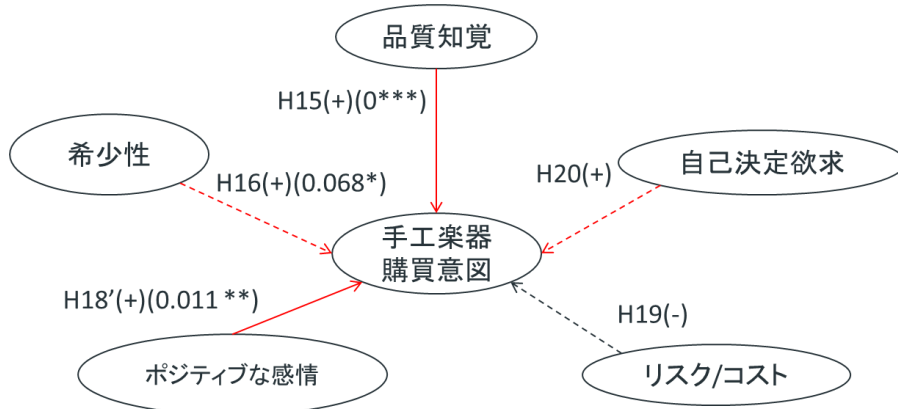 品質知覚
H15(+)(0***)
希少性
自己決定欲求
H16(+)(0.068*)
H20(+)
手工楽器
購買意図
H18’(+)(0.011 **)
H19(-)
ポジティブな感情
リスク/コスト